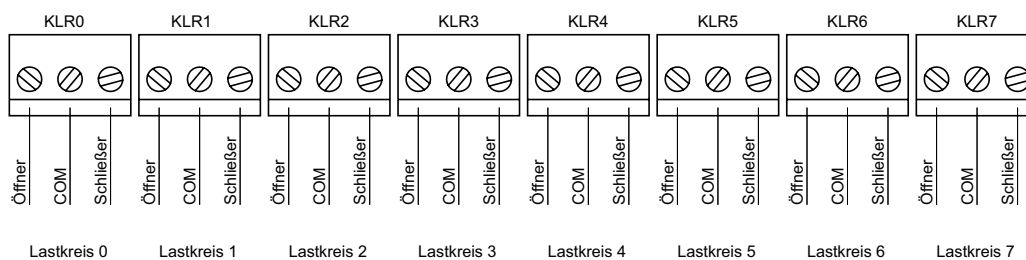 KLR0 KLR1 KLR2 KLR3 KLR4 KLR5 KLR6 KLR7
Öffner COM Schließer Öffner COM Schließer Öffner COM Schließer Öffner COM Schließer Öffner COM Schließer Öffner COM Schließer Öffner COM Schließer Öffner COM Schließer
Lastkreis 0 Lastkreis 1 Lastkreis 2 Lastkreis 3 Lastkreis 4 Lastkreis 5 Lastkreis 6 Lastkreis 7